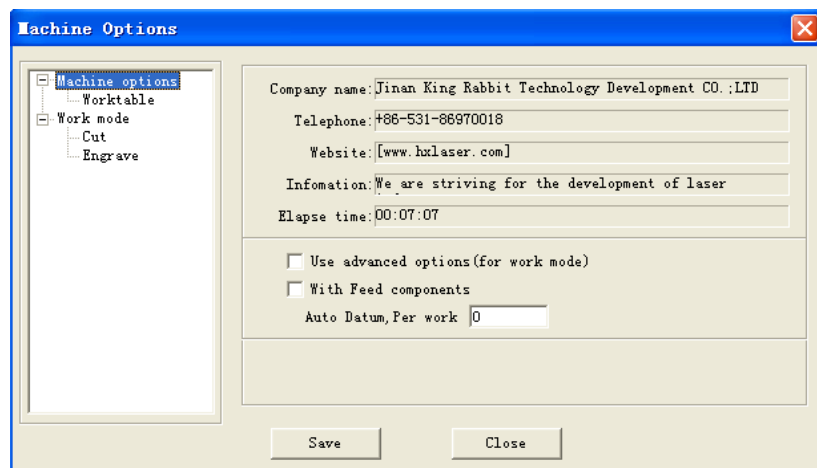 Machine Options
Machine options
Worktable
Work mode
Cut
Engrave
Company name: Jinan King Rabbit Technology Development CO.;LTD
Telephone: +86-531-86970018
Website: [www.hxlaser.com]
Infomation: We are striving for the development of laser
Elapse time: 00:07:07
Use advanced options(for work mode)
With Feed components
Auto Datum,Per work 0
Save
Close